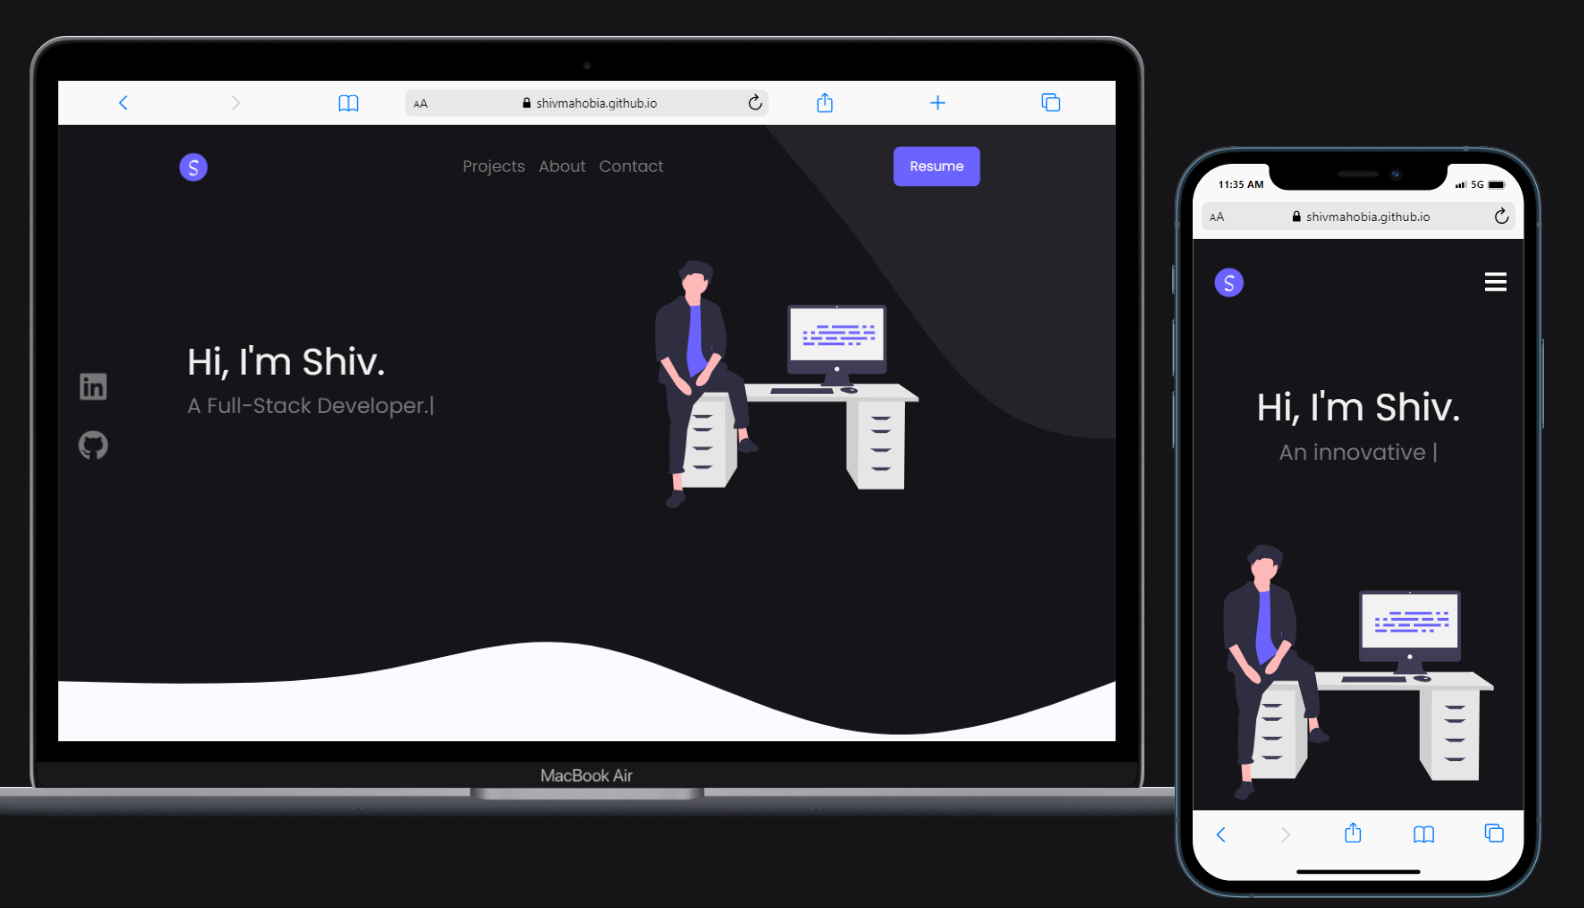 AA shivmahobia.github.io
S Projects About Contact Resume
Hi, I'm Shiv.
A Full-Stack Developer.|
in
MacBook Air
11:35 AM 5G
AA shivmahobia.github.io
S
Hi, I'm Shiv.
An innovative |